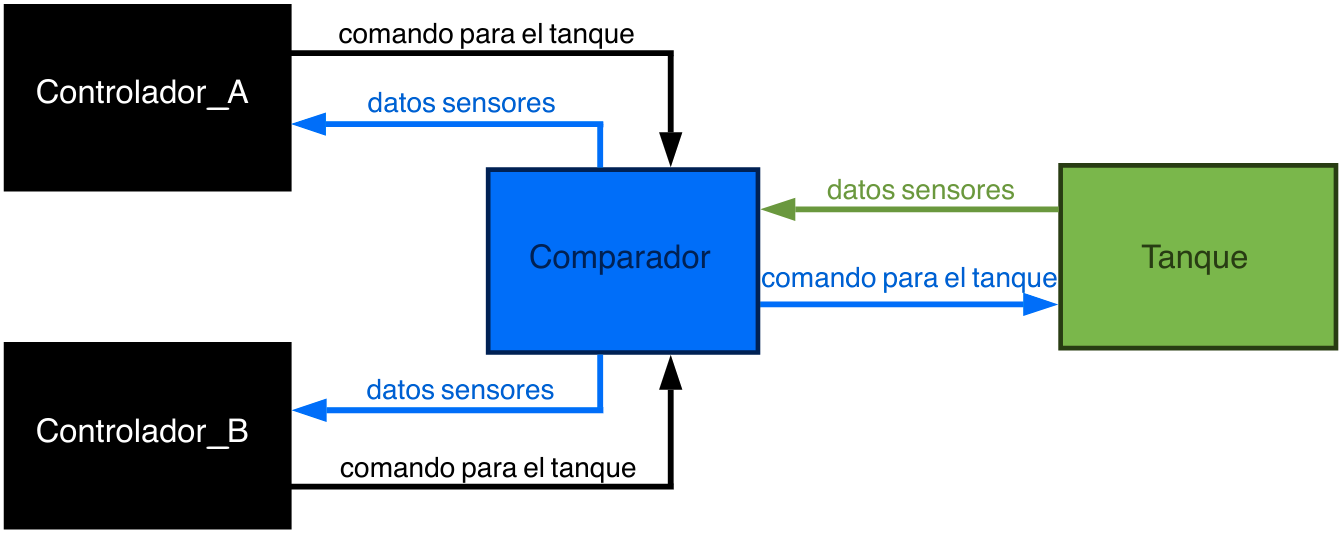 comando para el tanque
Controlador_A
datos sensores
datos sensores
Comparador
Tanque
comando para el tanque
datos sensores
Controlador_B
comando para el tanque